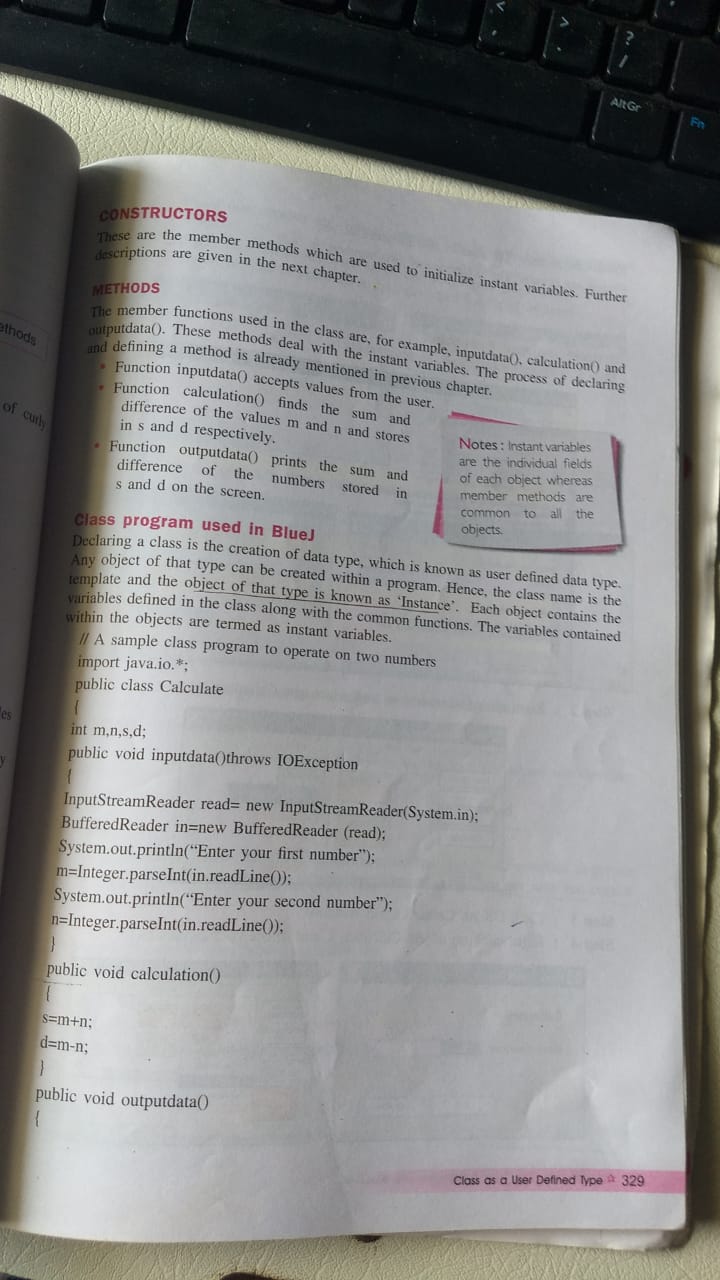 <
,
>
.
?
/
AltGr
Fn
ethods
of curly
les
y
CONSTRUCTORS
These are the member methods which are used to initialize instant variables. Further
descriptions are given in the next chapter.
METHODS
The member functions used in the class are, for example, inputdata(), calculation() and
outputdata(). These methods deal with the instant variables. The process of declaring
and defining a method is already mentioned in previous chapter.
• Function inputdata() accepts values from the user.
• Function calculation() finds the sum and
difference of the values m and n and stores
in s and d respectively.
• Function outputdata() prints the sum and
difference of the numbers stored in
s and d on the screen.
Notes : Instant variables
are the individual fields
of each object whereas
member methods are
common to all the
objects.
Class program used in BlueJ
Declaring a class is the creation of data type, which is known as user defined data type.
Any object of that type can be created within a program. Hence, the class name is the
template and the object of that type is known as ‘Instance’. Each object contains the
variables defined in the class along with the common functions. The variables contained
within the objects are termed as instant variables.
// A sample class program to operate on two numbers
import java.io.*;
public class Calculate
{
int m,n,s,d;
public void inputdata()throws IOException
{
InputStreamReader read= new InputStreamReader(System.in);
BufferedReader in=new BufferedReader (read);
System.out.println(“Enter your first number”);
m=Integer.parseInt(in.readLine());
System.out.println(“Enter your second number”);
n=Integer.parseInt(in.readLine());
}
public void calculation()
{
s=m+n;
d=m-n;
}
public void outputdata()
{
Class as a User Defined Type ☆ 329